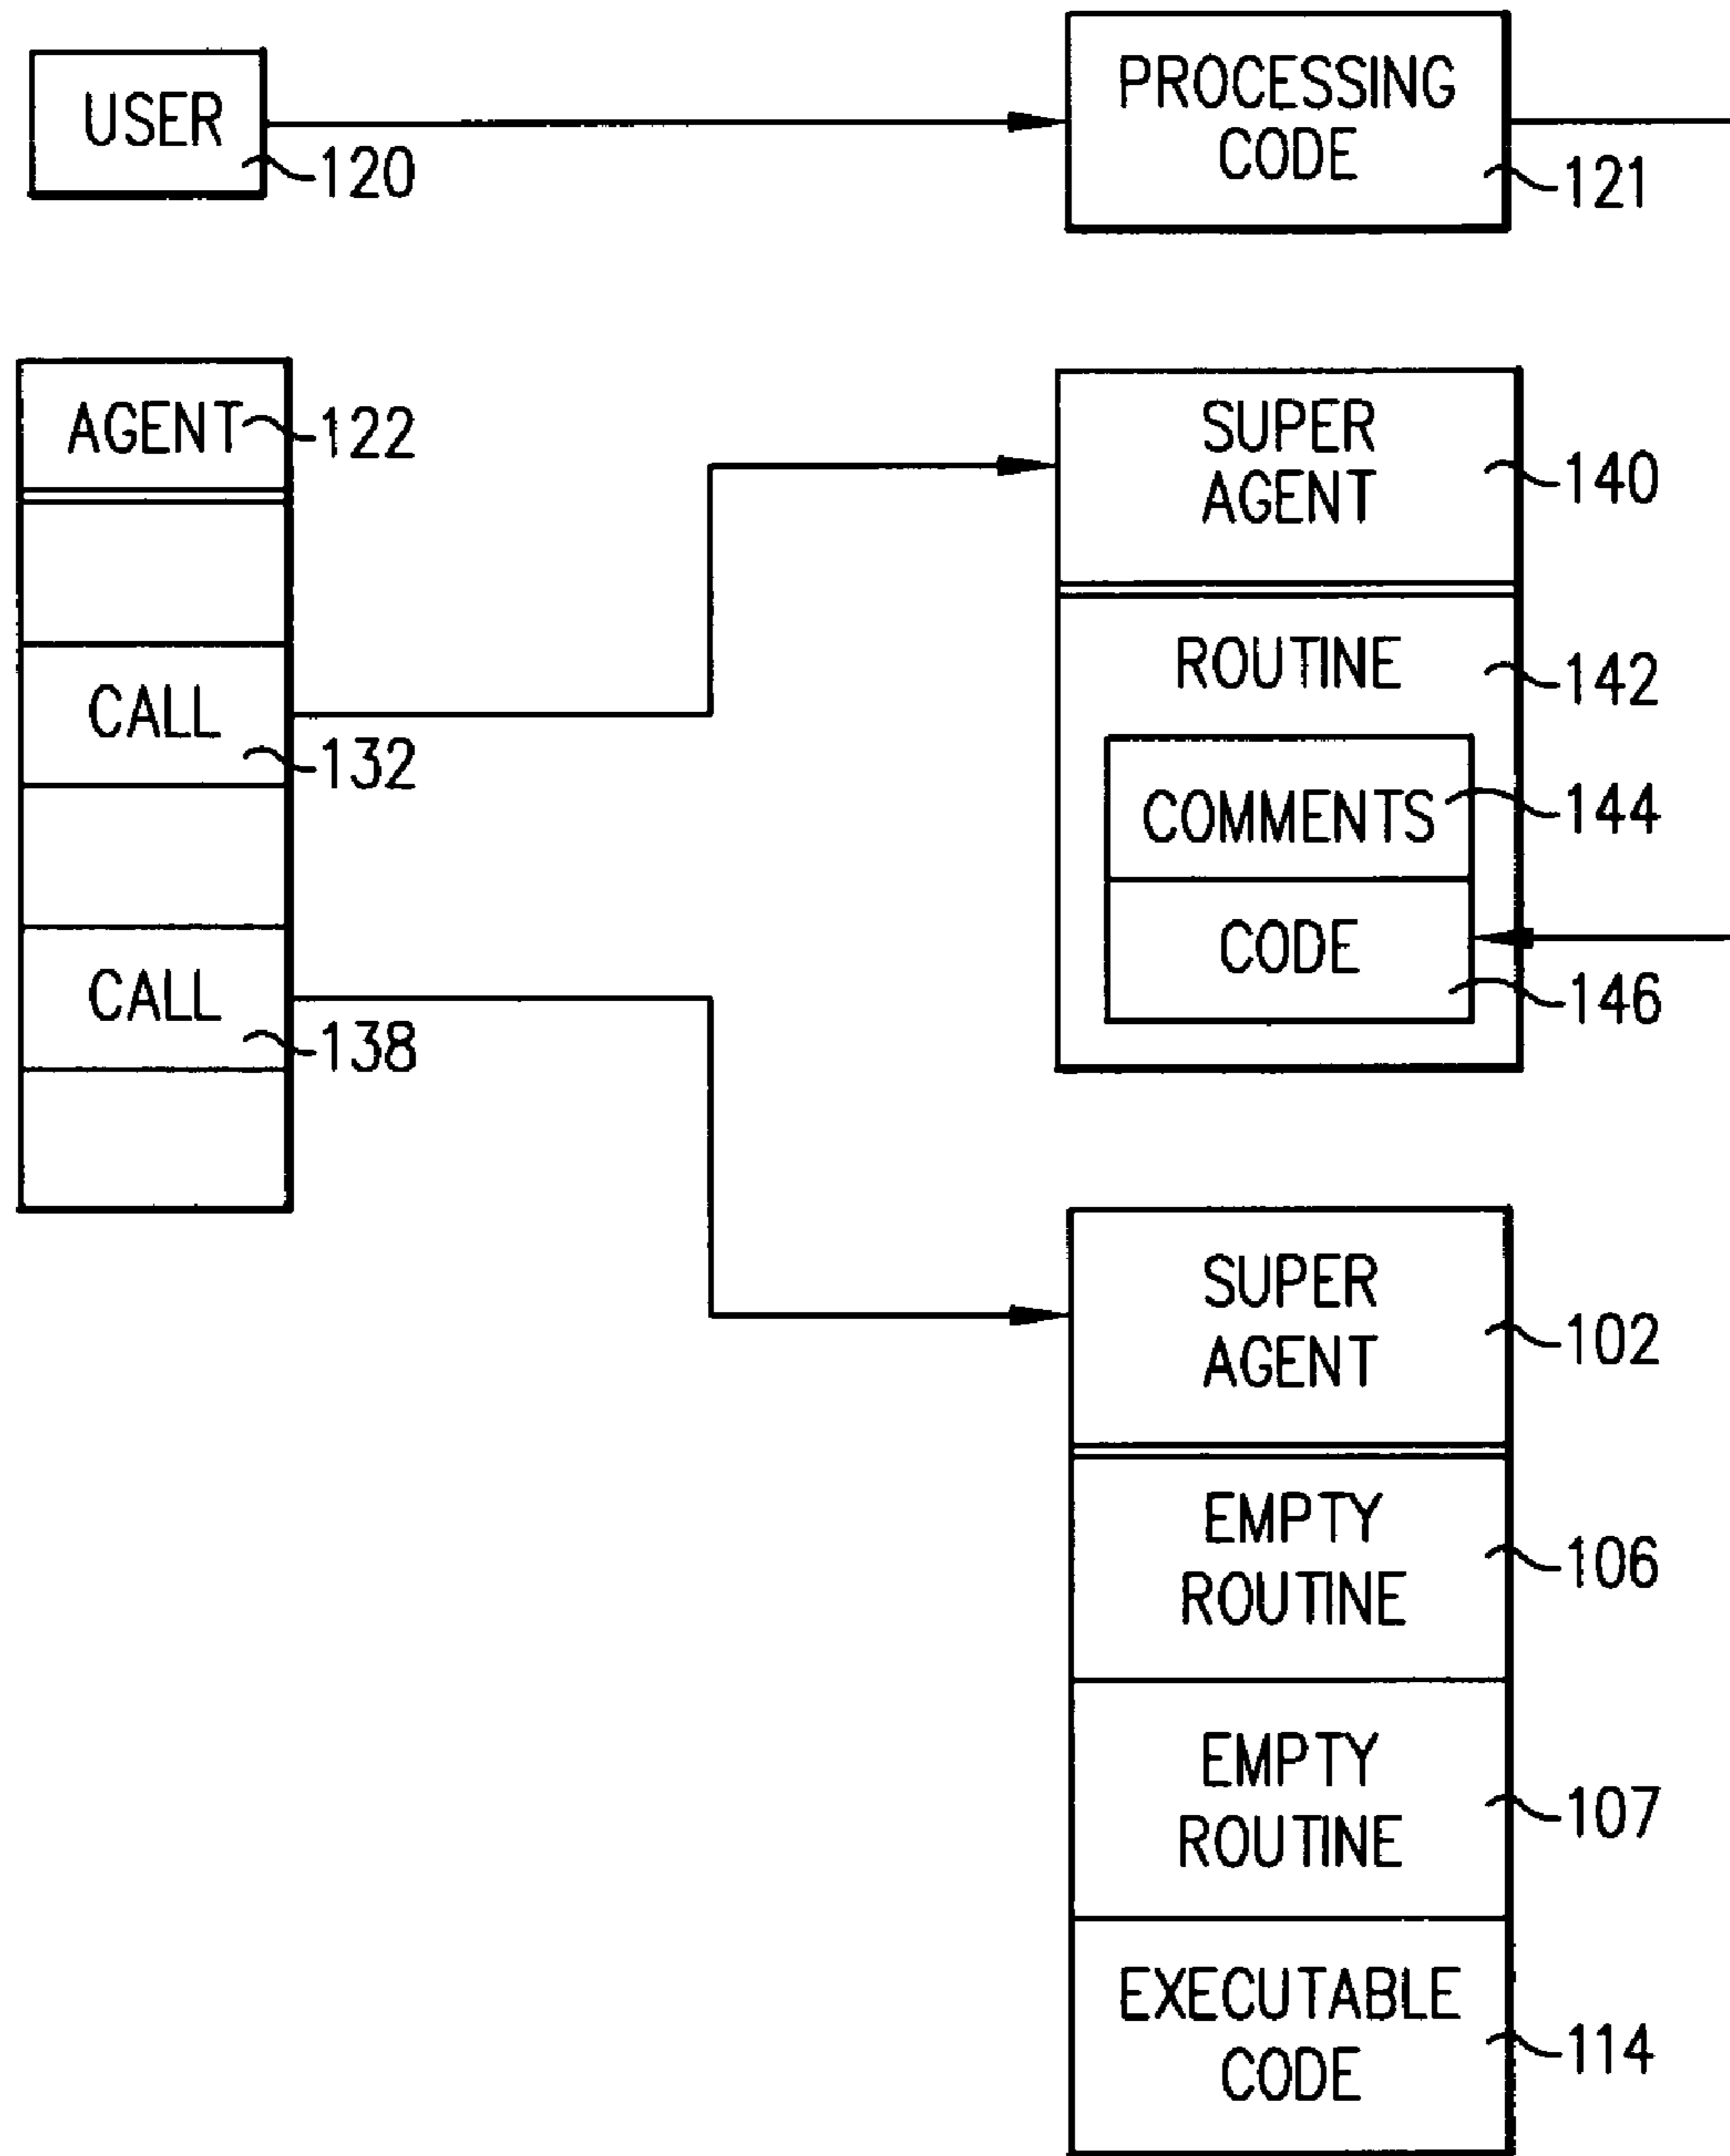 USER
120
PROCESSING
CODE
121
AGENT
122
CALL
132
CALL
138
SUPER
AGENT
140
ROUTINE
142
COMMENTS
144
CODE
146
SUPER
AGENT
102
EMPTY
ROUTINE
106
EMPTY
ROUTINE
107
EXECUTABLE
CODE
114